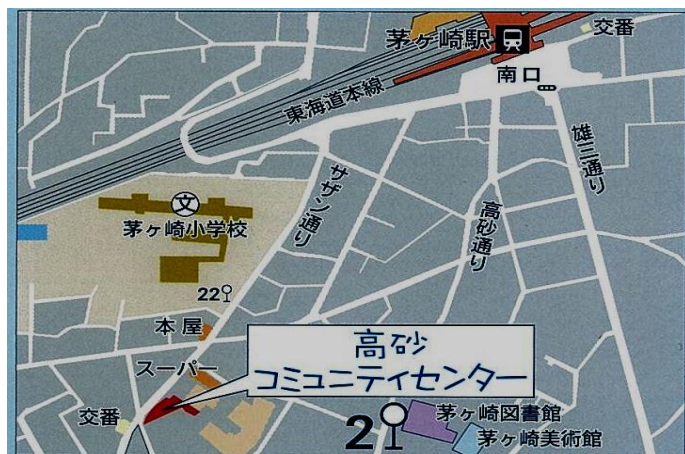 茅ヶ崎駅
交番
南口
東海道本線
雄三通り
サザン通り
高砂通り
文
茅ヶ崎小学校
22
本屋
スーパー
高砂
コミュニティセンター
交番
2
茅ヶ崎図書館
茅ヶ崎美術館